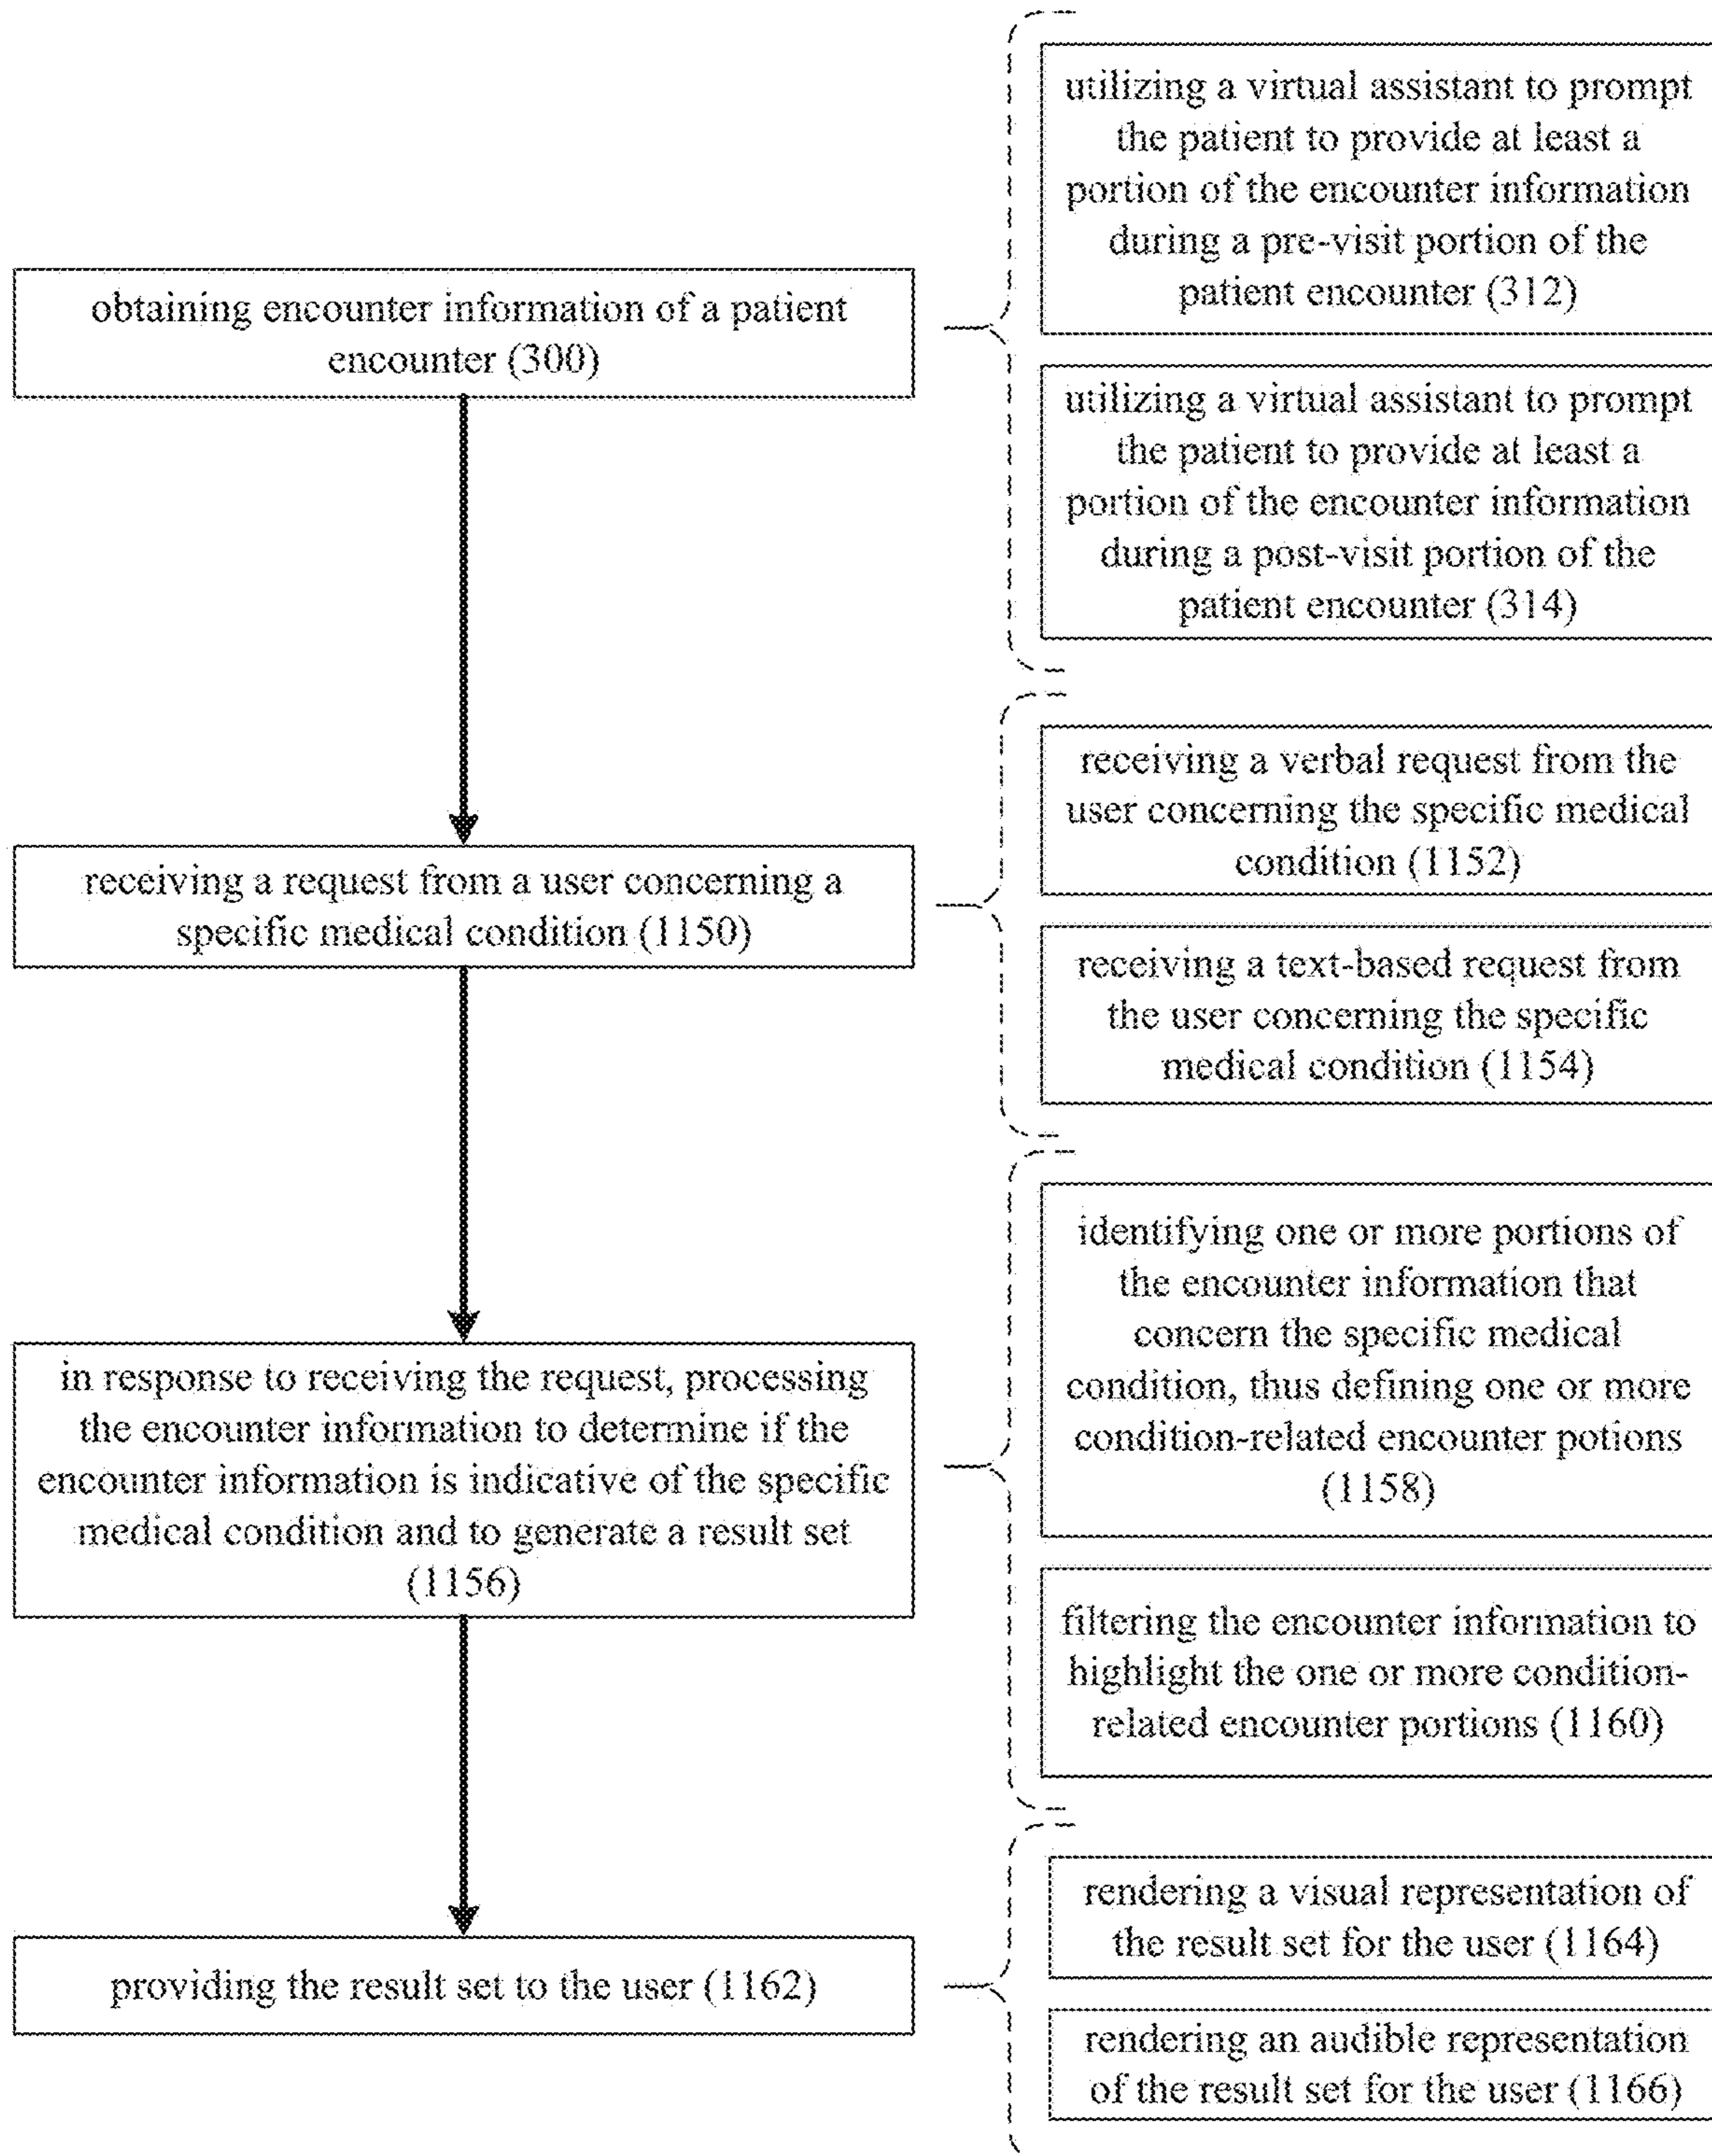 obtaining encounter information of a patient
encounter (300)
utilizing a virtual assistant to prompt
the patient to provide at least a
portion of the encounter information
during a pre-visit portion of the
patient encounter (312)
utilizing a virtual assistant to prompt
the patient to provide at least a
portion of the encounter information
during a post-visit portion of the
patient encounter (314)
receiving a request from a user concerning a
specific medical condition (1150)
receiving a verbal request from the
user concerning the specific medical
condition (1152)
receiving a text-based request from
the user concerning the specific
medical condition (1154)
in response to receiving the request, processing
the encounter information to determine if the
encounter information is indicative of the specific
medical condition and to generate a result set
(1156)
identifying one or more portions of
the encounter information that
concern the specific medical
condition, thus defining one or more
condition-related encounter potions
(1158)
filtering the encounter information to
highlight the one or more condition-
related encounter portions (1160)
providing the result set to the user (1162)
rendering a visual representation of
the result set for the user (1164)
rendering an audible representation
of the result set for the user (1166)